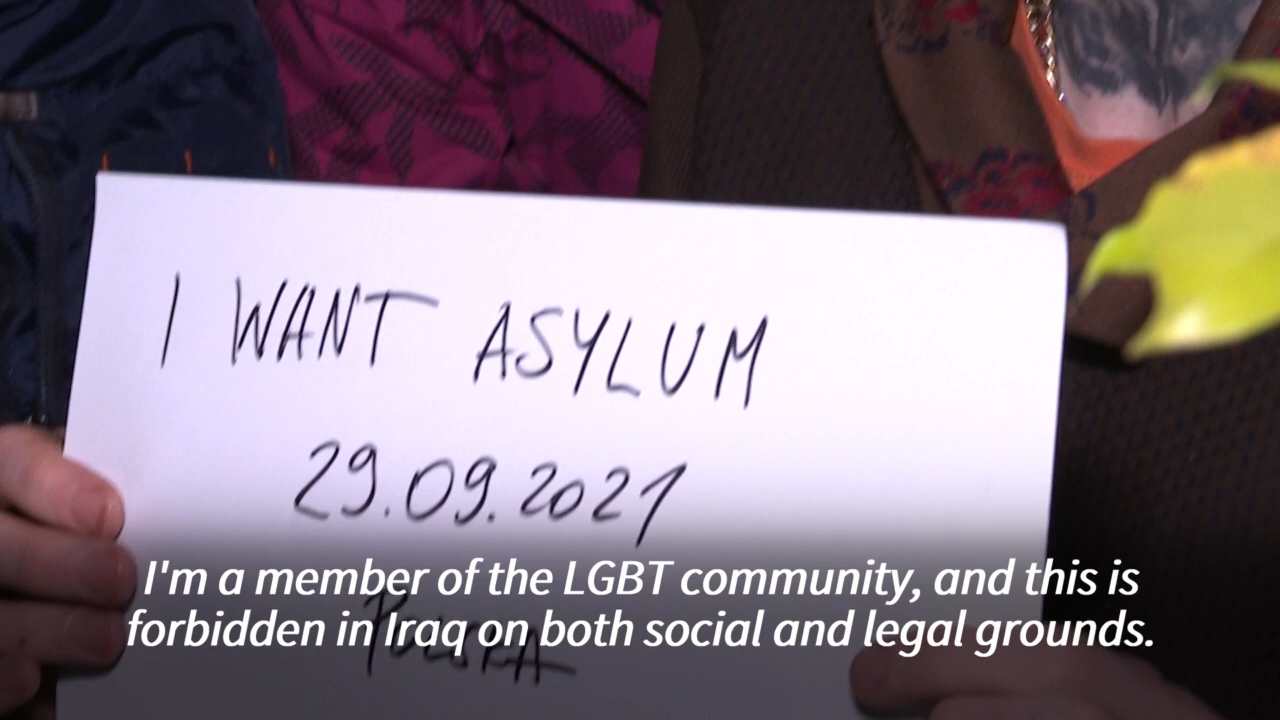 I WANT ASYLUM
29.09.2021
I'm a member of the LGBT community, and this is
forbidden in Iraq on both social and legal grounds.
POLSKA